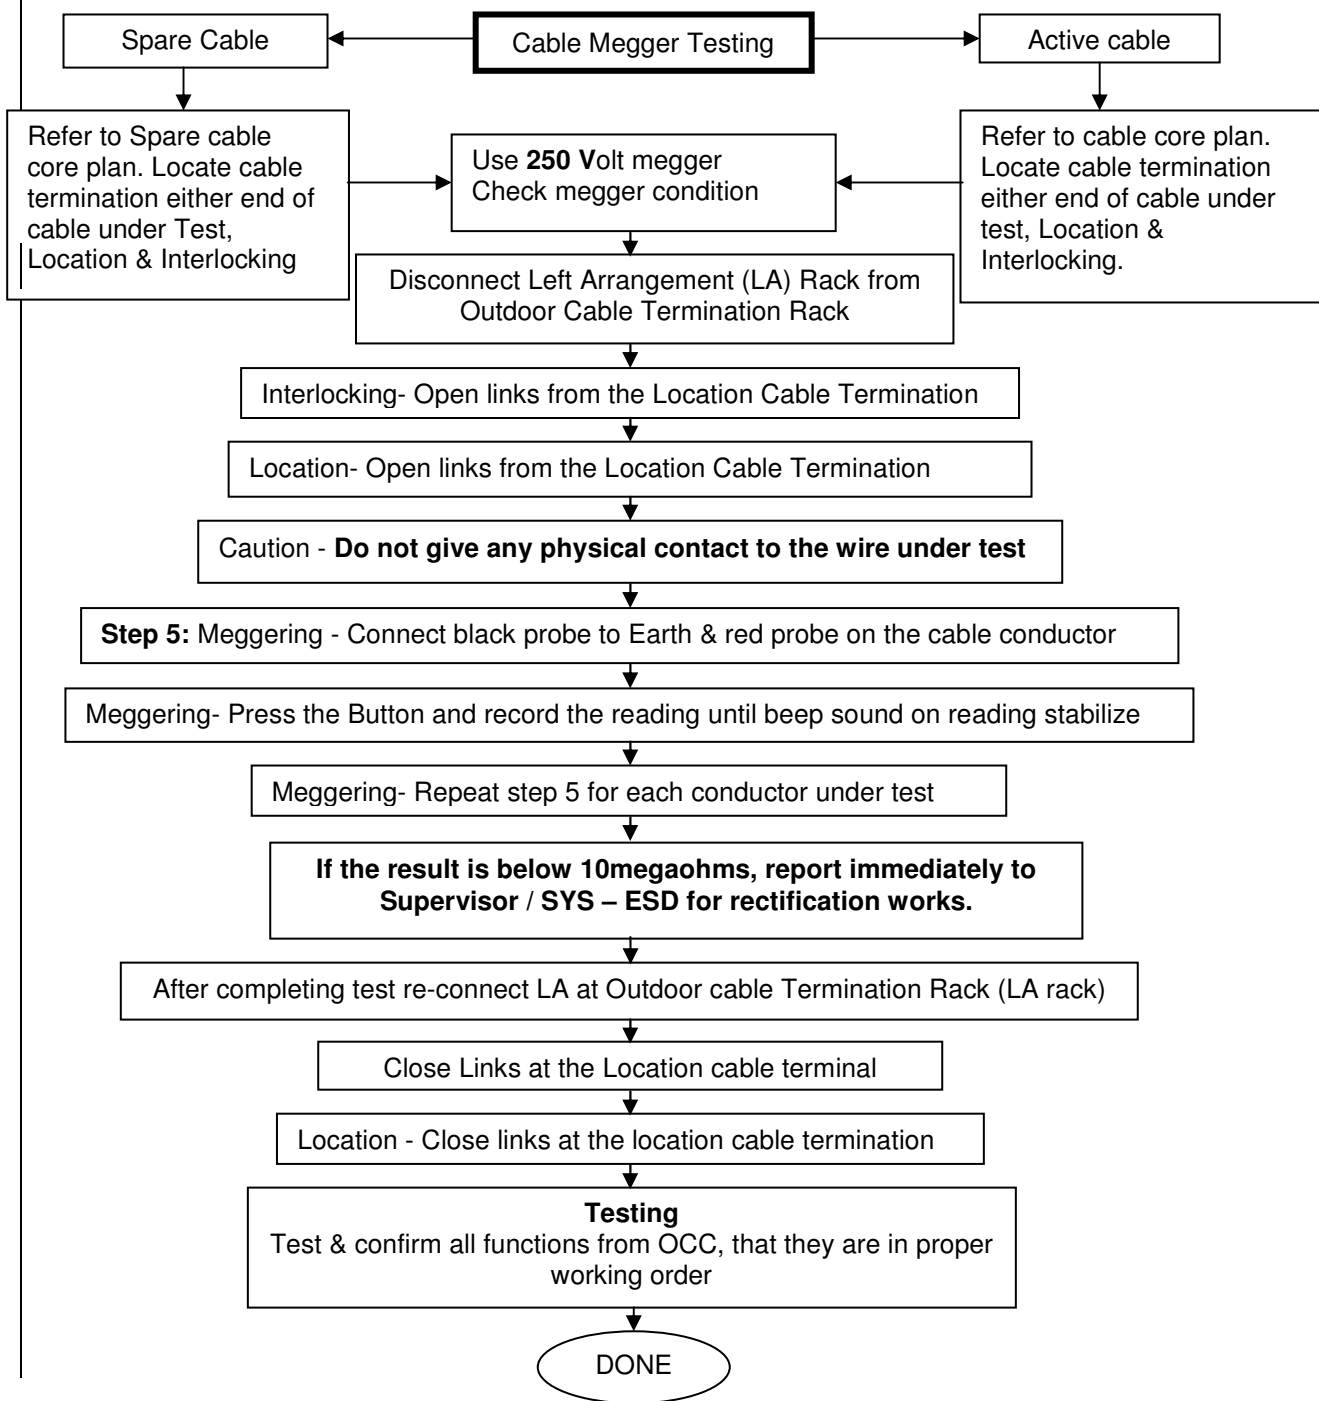 Cable Megger Testing
Spare Cable
Active cable
Refer to Spare cable
core plan. Locate cable
termination either end of
cable under Test,
Location & Interlocking
Refer to cable core plan.
Locate cable termination
either end of cable under
test, Location &
Interlocking.
Use 250 Volt megger
Check megger condition
Disconnect Left Arrangement (LA) Rack from
Outdoor Cable Termination Rack
Interlocking- Open links from the Location Cable Termination
Location- Open links from the Location Cable Termination
Caution - Do not give any physical contact to the wire under test
Step 5: Meggering - Connect black probe to Earth & red probe on the cable conductor
Meggering- Press the Button and record the reading until beep sound on reading stabilize
Meggering- Repeat step 5 for each conductor under test
If the result is below 10megaohms, report immediately to
Supervisor / SYS – ESD for rectification works.
After completing test re-connect LA at Outdoor cable Termination Rack (LA rack)
Close Links at the Location cable terminal
Location - Close links at the location cable termination
Testing
Test & confirm all functions from OCC, that they are in proper
working order
DONE